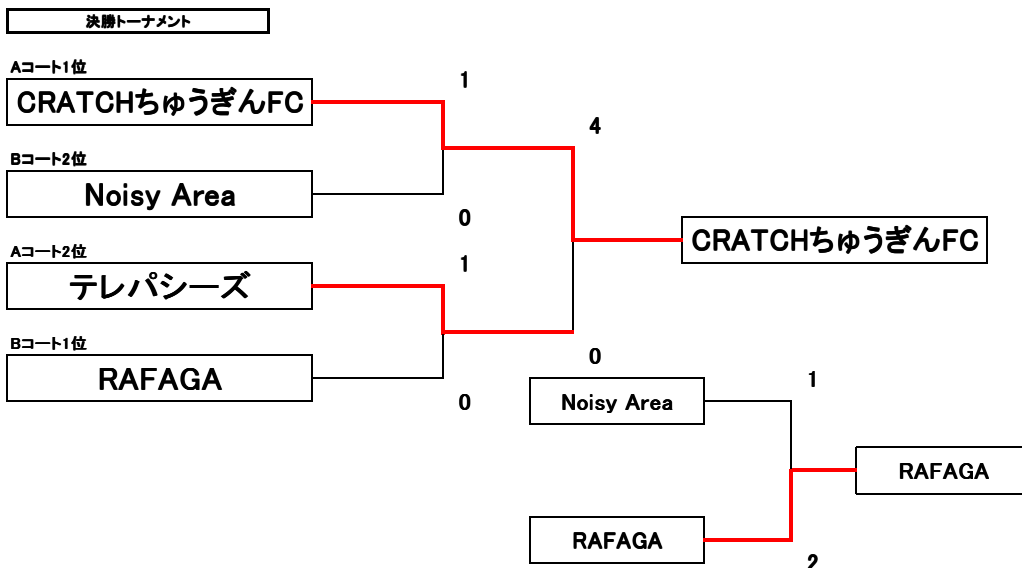 決勝トーナメント
Aコート1位
CRATCHちゅうぎんFC
1
4
Bコート2位
Noisy Area
0
CRATCHちゅうぎんFC
Aコート2位
1
テレパシーズ
Bコート1位
0
RAFAGA
0
Noisy Area
1
RAFAGA
RAFAGA
2